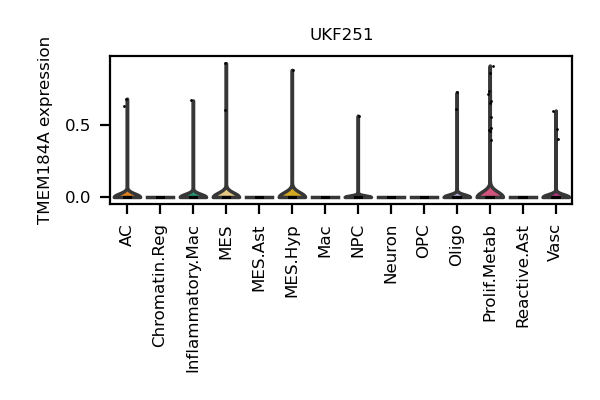 UKF251
TMEM184A expression
0.5
0.0
AC
Chromatin.Reg
Inflammatory.Mac
MES
MES.Ast
MES.Hyp
Mac
NPC
Neuron
OPC
Oligo
Prolif.Metab
Reactive.Ast
Vasc